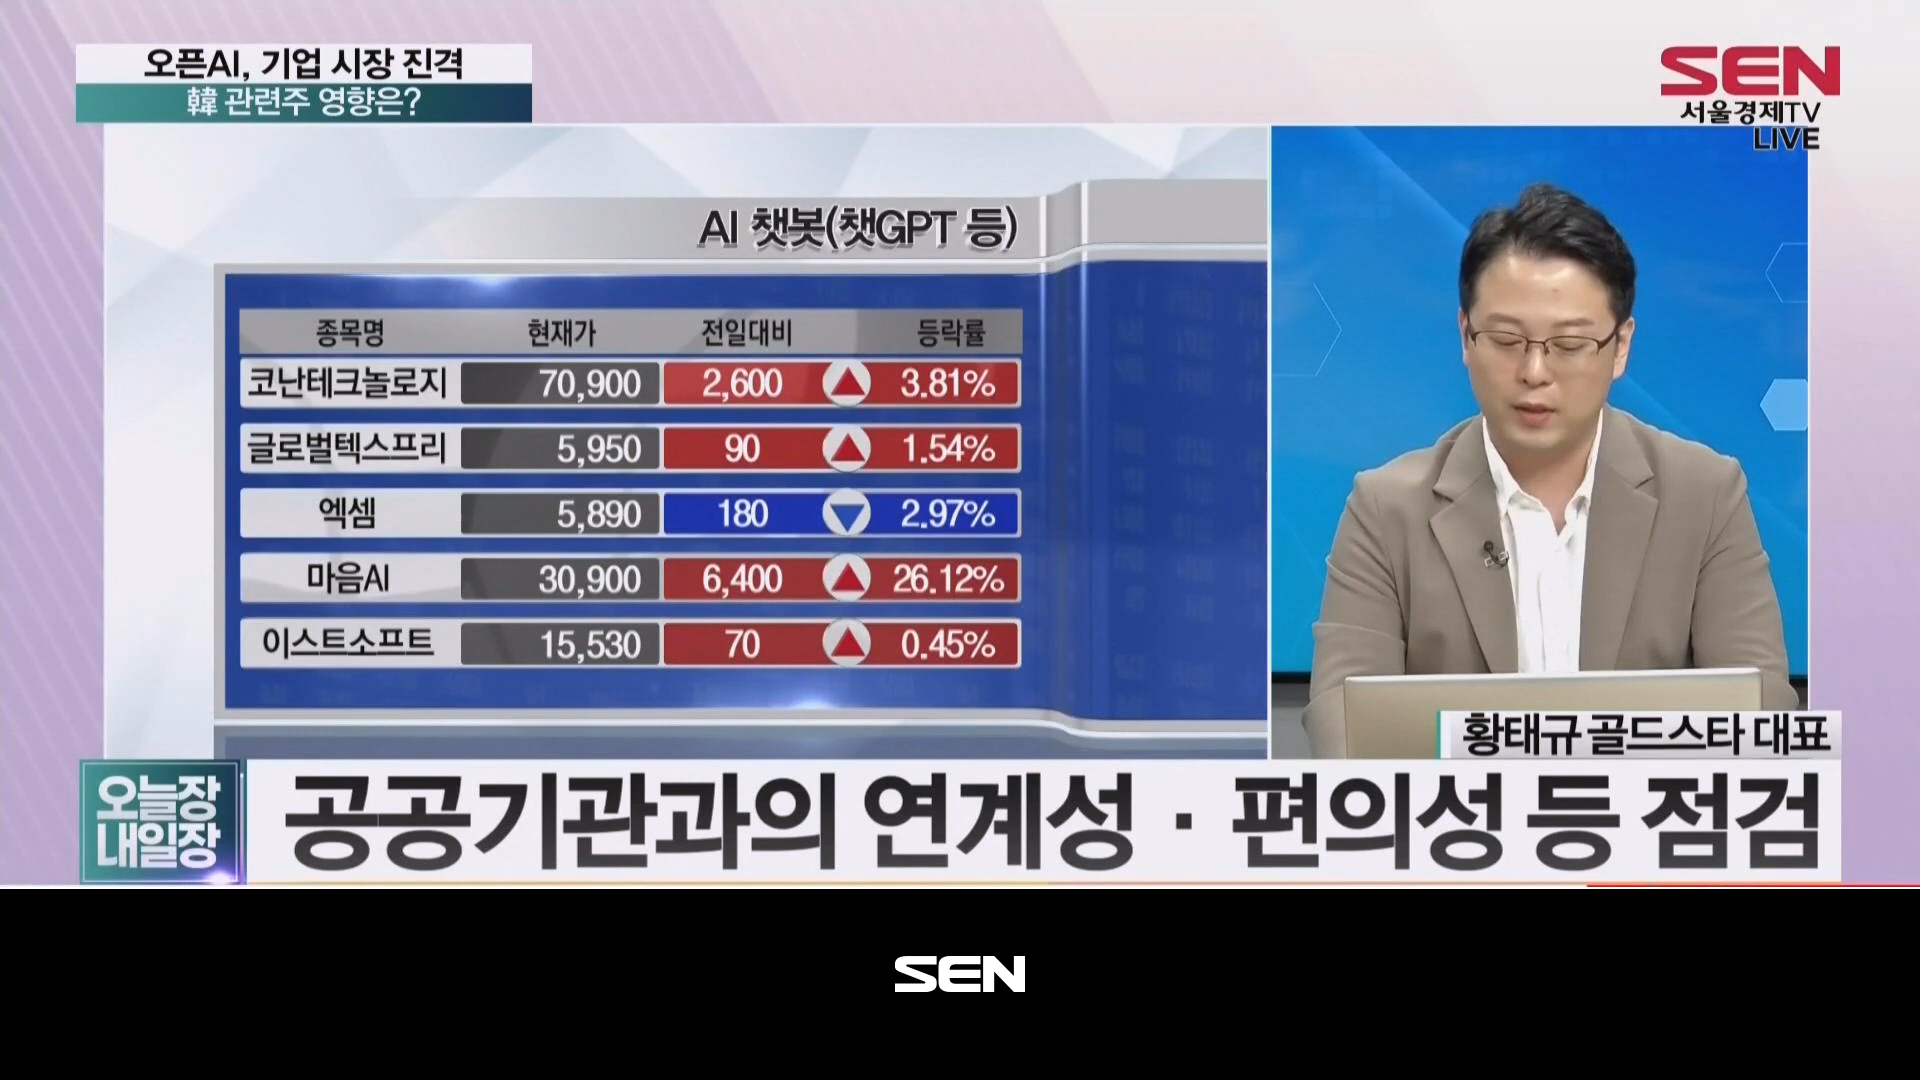 오픈AI, 기업 시장 진격
韓 관련주 영향은?
SEN
서울경제TV
LIVE
AI 챗봇(챗GPT 등)
종목명 현재가 전일대비 등락률
코난테크놀로지 70,900 2,600 ▲ 3.81%
글로벌텍스프리 5,950 90 ▲ 1.54%
엑셈 5,890 180 ▼ 2.97%
마음AI 30,900 6,400 ▲ 26.12%
이스트소프트 15,530 70 ▲ 0.45%
황태규 골드스타 대표
오늘장
내일장
공공기관과의 연계성 · 편의성 등 점검
SEN